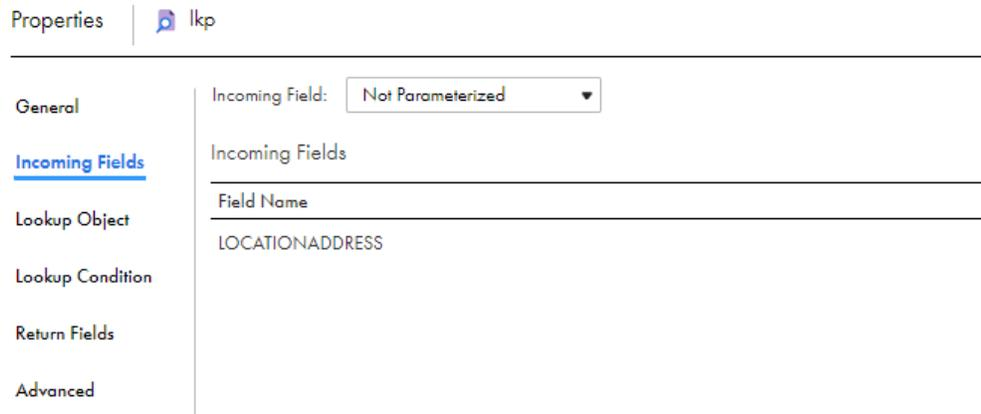 Properties lkp
General
Incoming Fields
Lookup Object
Lookup Condition
Return Fields
Advanced
Incoming Field: Not Parameterized
Incoming Fields
Field Name
LOCATIONADDRESS